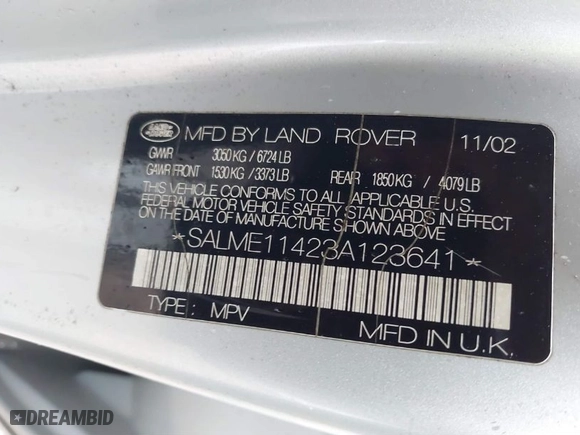 LAND ROVER MFD BY LAND ROVER 11/02
GVWR 3050 KG / 6724 LB
GAWR FRONT 1530 KG / 3373 LB REAR 1850 KG / 4079 LB
THIS VEHICLE CONFORMS TO ALL APPLICABLE U.S.
FEDERAL MOTOR VEHICLE SAFETY STANDARDS IN EFFECT
ON THE DATE OF MANUFACTURE SHOWN ABOVE
*SALME11423A123641*
TYPE: MPV
MFD IN U.K.
DREAMBID